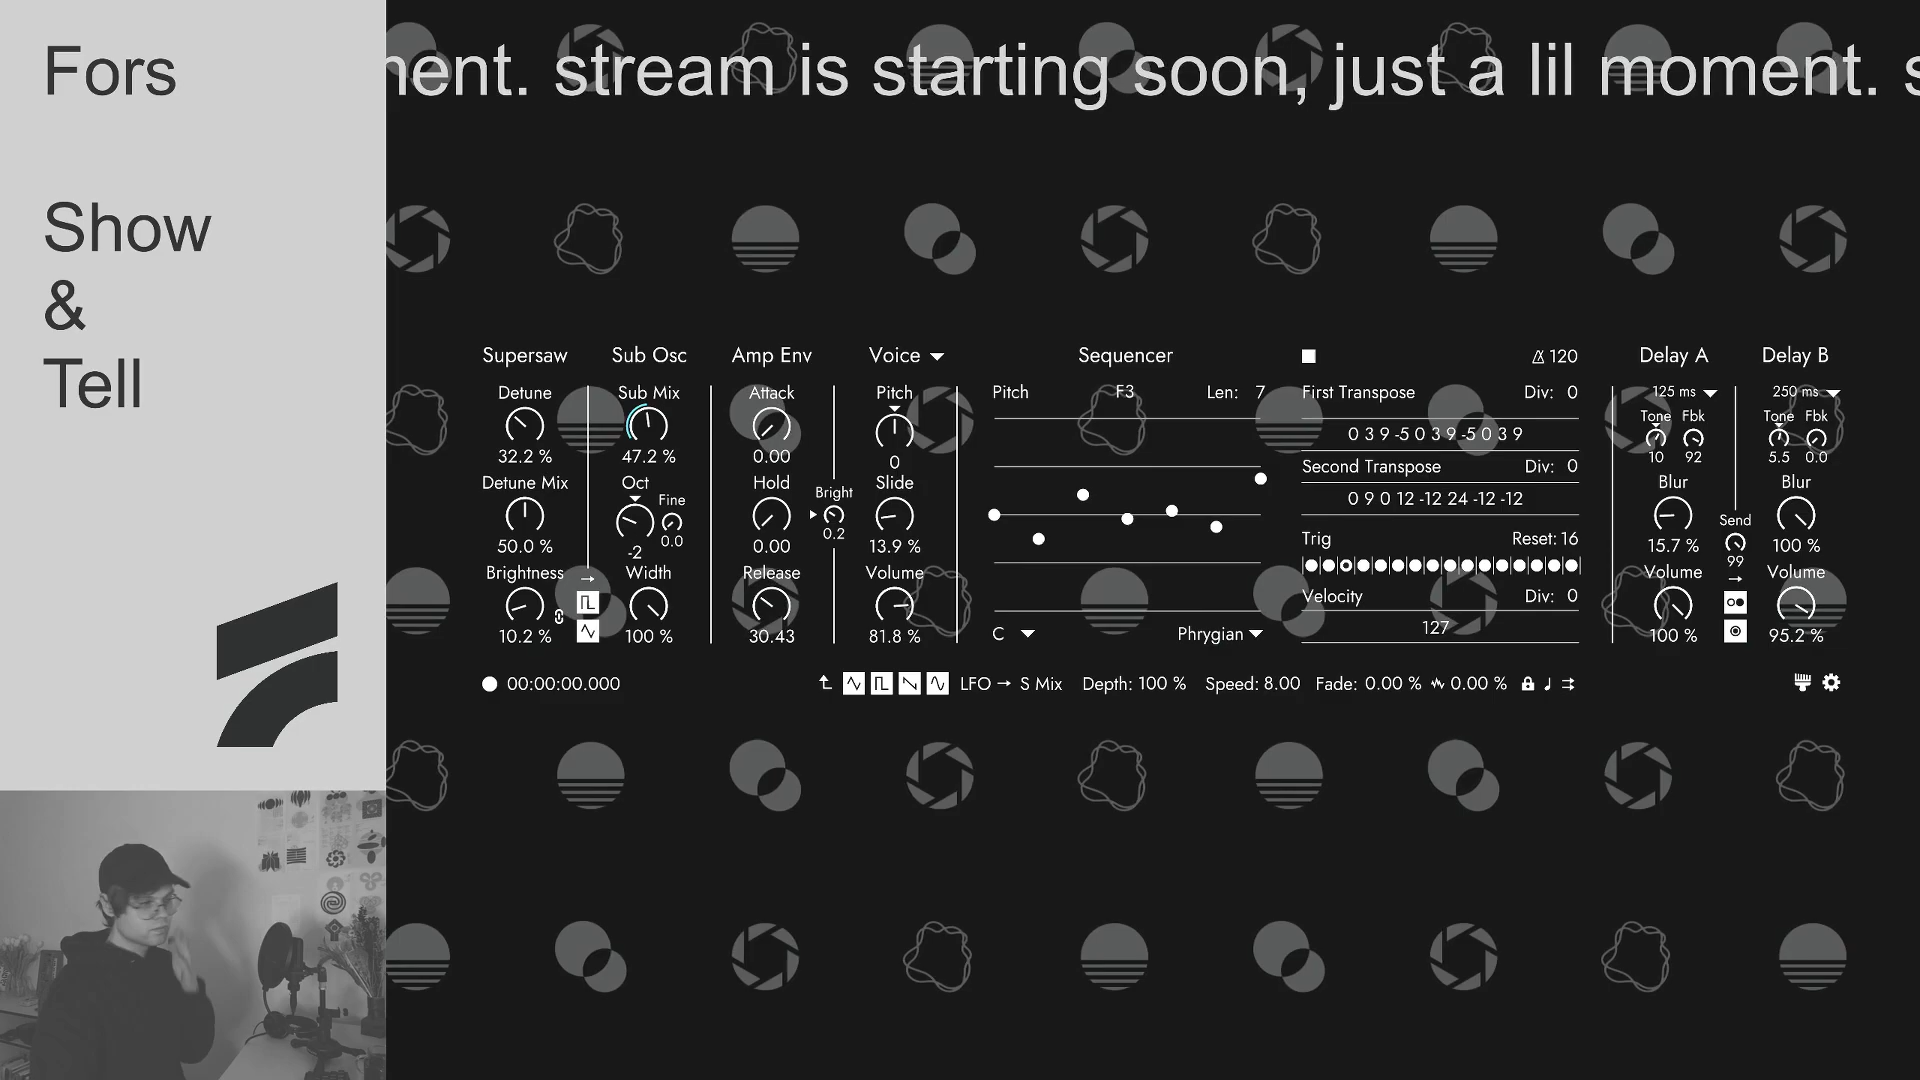 Fors
Show
&
Tell
ment. stream is starting soon, just a lil moment. s
Supersaw
Detune
32.2 %
Detune Mix
50.0 %
Brightness
10.2 %
Sub Osc
Sub Mix
47.2 %
Oct
-2
Fine
0.0
Width
100 %
Amp Env
Attack
0.00
Hold
0.00
Release
30.43
Bright
0.2
Voice
Pitch
0
Slide
13.9 %
Volume
81.8 %
Sequencer
120
Pitch F3 Len: 7
C Phrygian
First Transpose Div: 0
0 3 9 -5 0 3 9 -5 0 3 9
Second Transpose Div: 0
0 9 0 12 -12 24 -12 -12
Trig Reset: 16
Velocity Div: 0
127
Delay A
125 ms
Tone Fbk
10 92
Blur
15.7 %
Volume
100 %
Send
99
Delay B
250 ms
Tone Fbk
5.5 0.0
Blur
100 %
Volume
95.2 %
00:00:00.000
LFO → S Mix Depth: 100 % Speed: 8.00 Fade: 0.00 % 0.00 %